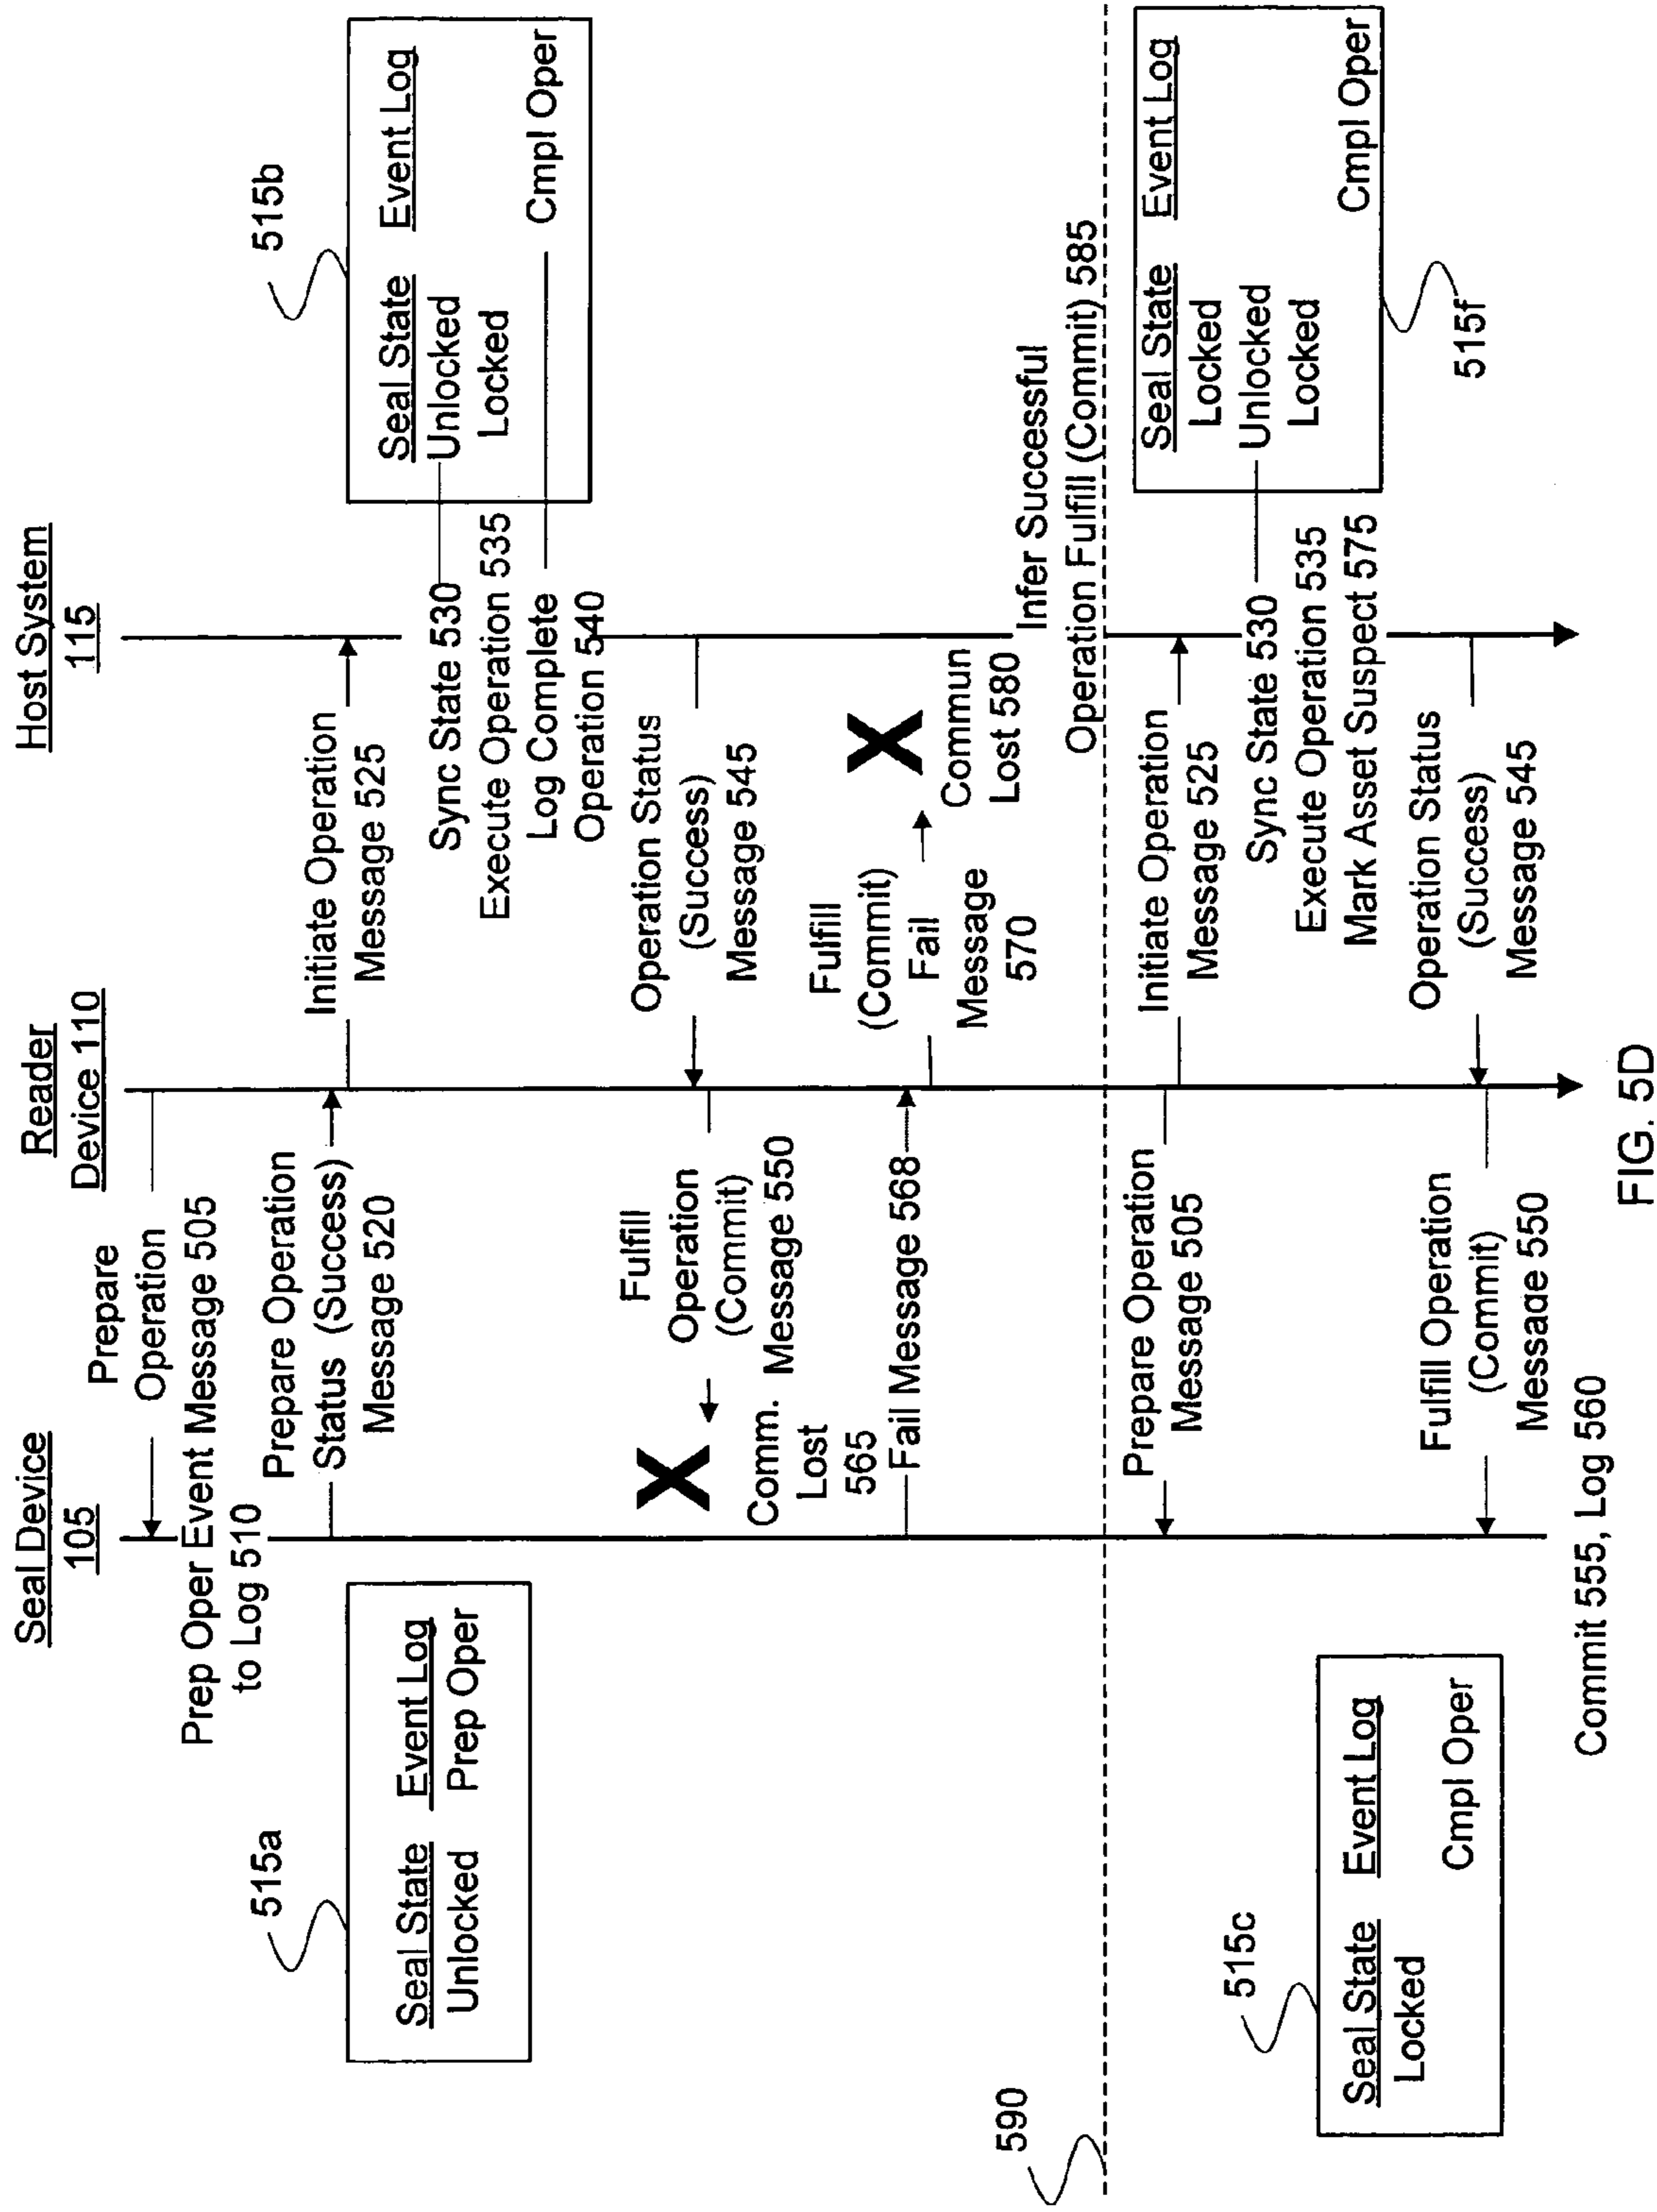 Seal Device
105
Reader
Device 110
Host System
115
Prepare
Operation
Prep Oper Event Message 505
to Log 510
515a
Seal State Event Log
Unlocked Prep Oper
Prepare Operation
Status (Success)
Message 520
Initiate Operation
Message 525
515b
Seal State Event Log
Unlocked
Locked
Cmpl Oper
Sync State 530
Execute Operation 535
Log Complete
Operation 540
Operation Status
(Success)
Message 545
Fulfill
Operation
(Commit)
Message 550
X
Comm.
Lost
565
Fail Message 568
Fulfill
(Commit)
Fail
Message
570
X
Commun
Lost 580
Infer Successful
Operation Fulfill (Commit) 585
590
Prepare Operation
Message 505
Initiate Operation
Message 525
Seal State Event Log
Locked
Unlocked
Locked
Cmpl Oper
515f
Sync State 530
Execute Operation 535
Mark Asset Suspect 575
Operation Status
(Success)
Message 545
515c
Seal State Event Log
Locked
Cmpl Oper
Fulfill Operation
(Commit)
Message 550
Commit 555, Log 560
FIG. 5D